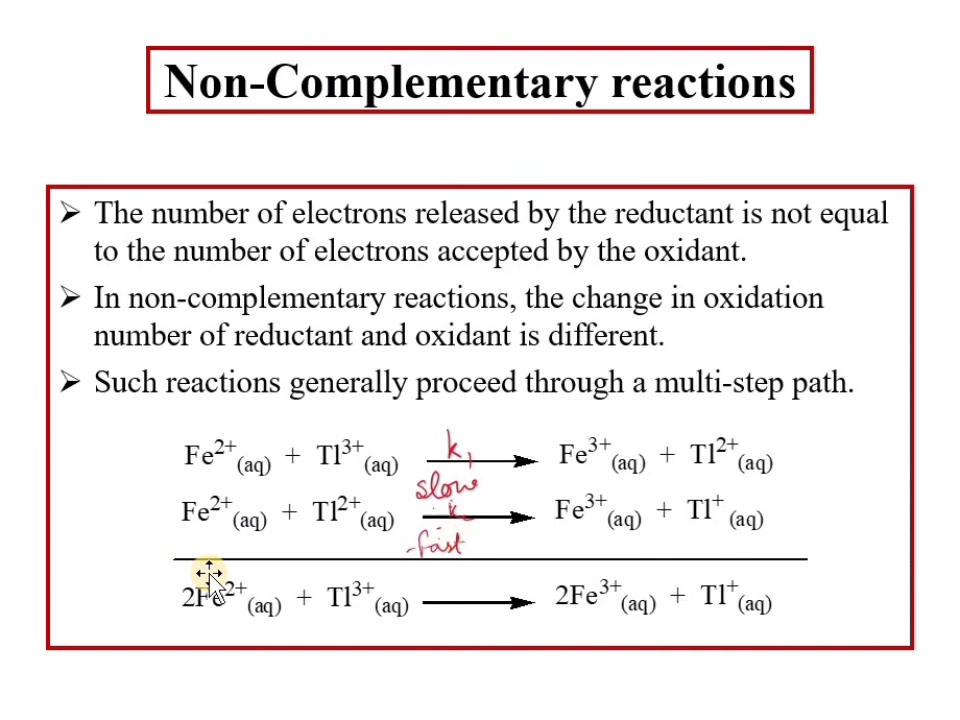 Non-Complementary reactions
➢ The number of electrons released by the reductant is not equal
to the number of electrons accepted by the oxidant.
➢ In non-complementary reactions, the change in oxidation
number of reductant and oxidant is different.
➢ Such reactions generally proceed through a multi-step path.
Fe²⁺(aq) + Tl³⁺(aq) k₁ slow ⟶ Fe³⁺(aq) + Tl²⁺(aq)
Fe²⁺(aq) + Tl²⁺(aq) fast ⟶ Fe³⁺(aq) + Tl⁺(aq)
2Fe²⁺(aq) + Tl³⁺(aq) ⟶ 2Fe³⁺(aq) + Tl⁺(aq)